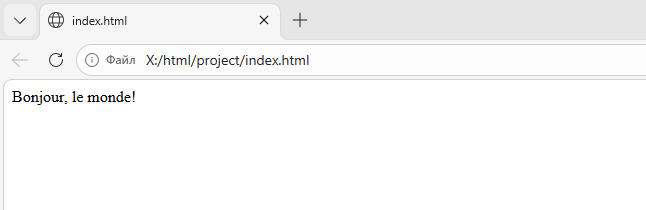 index.html
Файл X:/html/project/index.html
Bonjour, le monde!